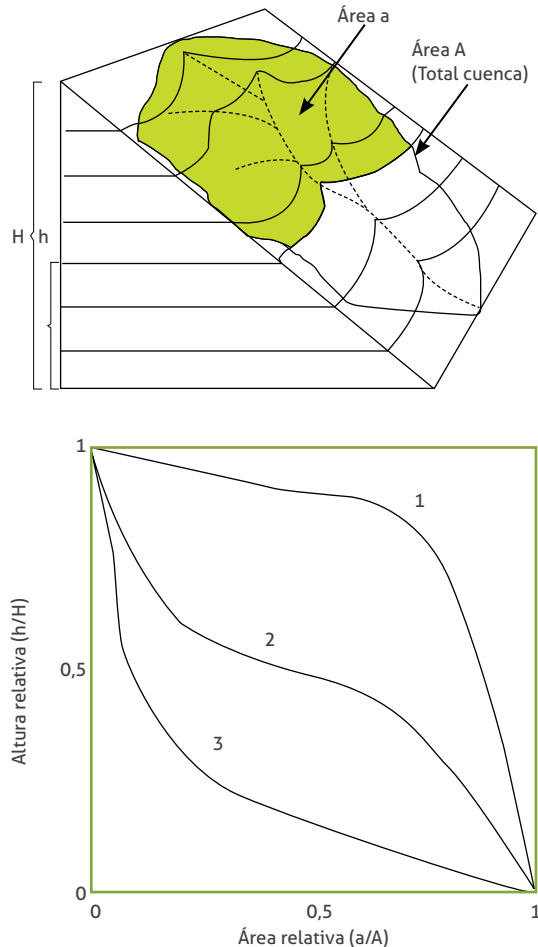 Área a
Área A
(Total cuenca)
H
h
1
0,5
0
Altura relativa (h/H)
1
2
3
0
0,5
1
Área relativa (a/A)